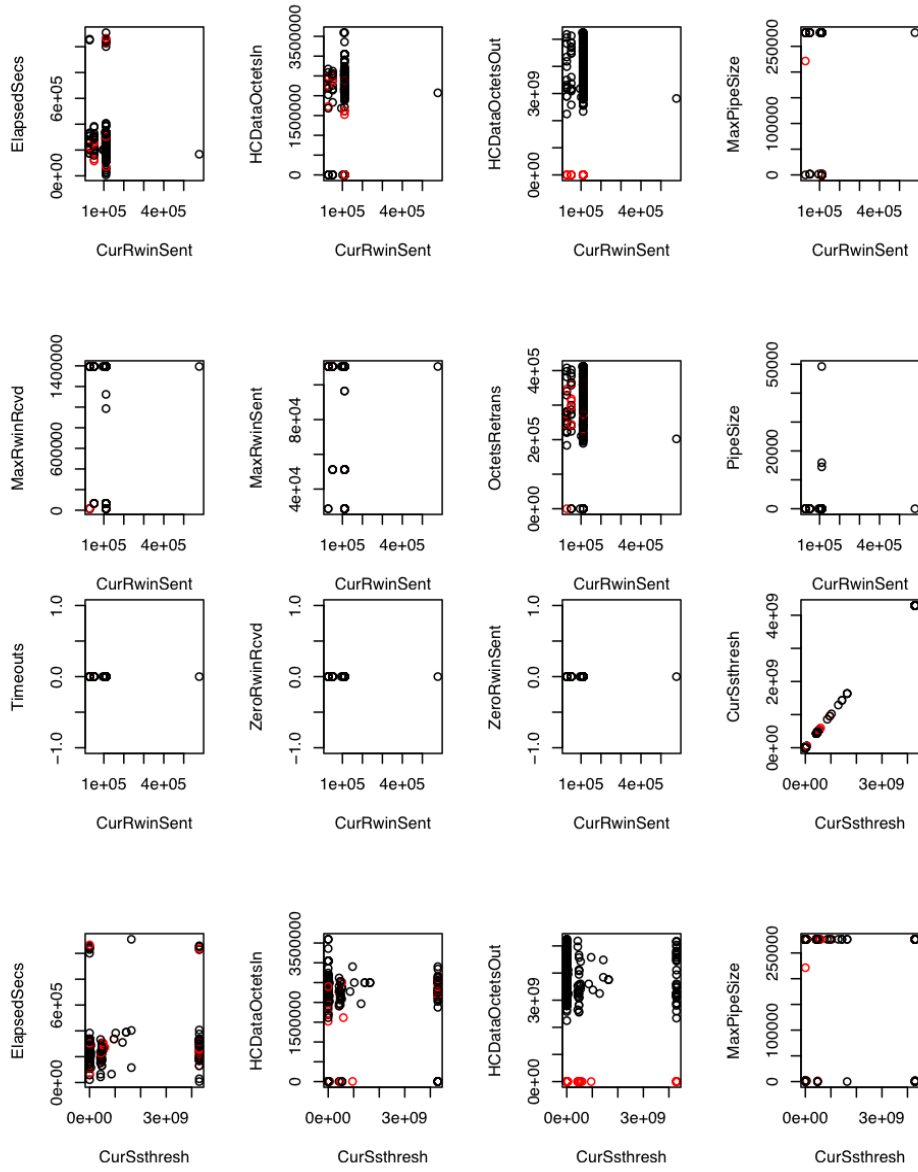 ElapsedSecs
0e+00
6e+05
1e+05
4e+05
CurRwinSent
HCDataOctetsIn
0
1500000
3500000
1e+05
4e+05
CurRwinSent
HCDataOctetsOut
0e+00
3e+09
1e+05
4e+05
CurRwinSent
MaxPipeSize
0
100000
250000
1e+05
4e+05
CurRwinSent
MaxRwinRcvd
0
600000
1400000
1e+05
4e+05
CurRwinSent
MaxRwinSent
4e+04
8e+04
1e+05
4e+05
CurRwinSent
OctetsRetrans
0e+00
2e+05
4e+05
1e+05
4e+05
CurRwinSent
PipeSize
0
20000
50000
1e+05
4e+05
CurRwinSent
Timeouts
−1.0
0.0
1.0
1e+05
4e+05
CurRwinSent
ZeroRwinRcvd
−1.0
0.0
1.0
1e+05
4e+05
CurRwinSent
ZeroRwinSent
−1.0
0.0
1.0
1e+05
4e+05
CurRwinSent
CurSsthresh
0e+00
2e+09
4e+09
0e+00
3e+09
CurSsthresh
ElapsedSecs
0e+00
6e+05
0e+00
3e+09
CurSsthresh
HCDataOctetsIn
0
1500000
3500000
0e+00
3e+09
CurSsthresh
HCDataOctetsOut
0e+00
3e+09
0e+00
3e+09
CurSsthresh
MaxPipeSize
0
100000
250000
0e+00
3e+09
CurSsthresh